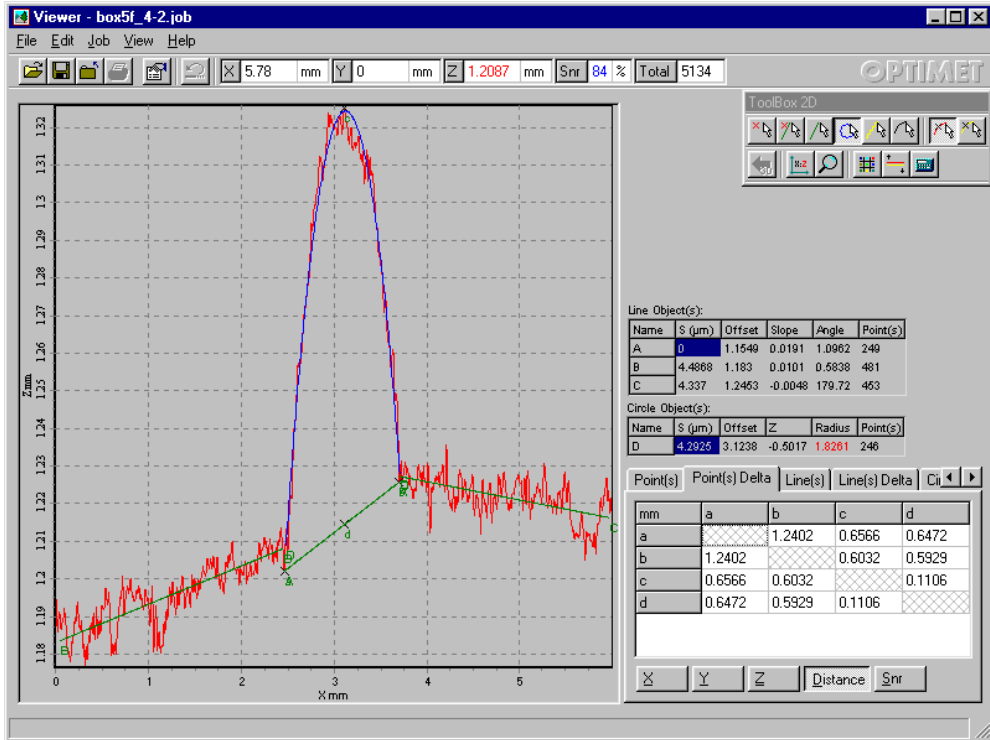 Viewer - box5f_4-2.job
File Edit Job View Help
X 5.78 mm Y 0 mm Z 1.2087 mm Snr 84 % Total 5134
OPTIMET
ToolBox 2D
x:z
1.32
1.31
1.3
1.29
1.28
1.27
1.26
1.25
1.24
1.23
1.22
1.21
1.2
1.19
1.18
Z mm
0 1 2 3 4 5
X mm
B
A
d
C
Line Object(s):
Name S (μm) Offset Slope Angle Point(s)
A 0 1.1549 0.0191 1.0962 249
B 4.4868 1.183 0.0101 0.5838 481
C 4.337 1.2453 -0.0048 179.72 453
Circle Object(s):
Name S (μm) Offset Z Radius Point(s)
D 4.2925 3.1238 -0.5017 1.8261 246
Point(s) Point(s) Delta Line(s) Line(s) Delta Ci
mm a b c d
a 1.2402 0.6566 0.6472
b 1.2402 0.6032 0.5929
c 0.6566 0.6032 0.1106
d 0.6472 0.5929 0.1106
X Y Z Distance Snr